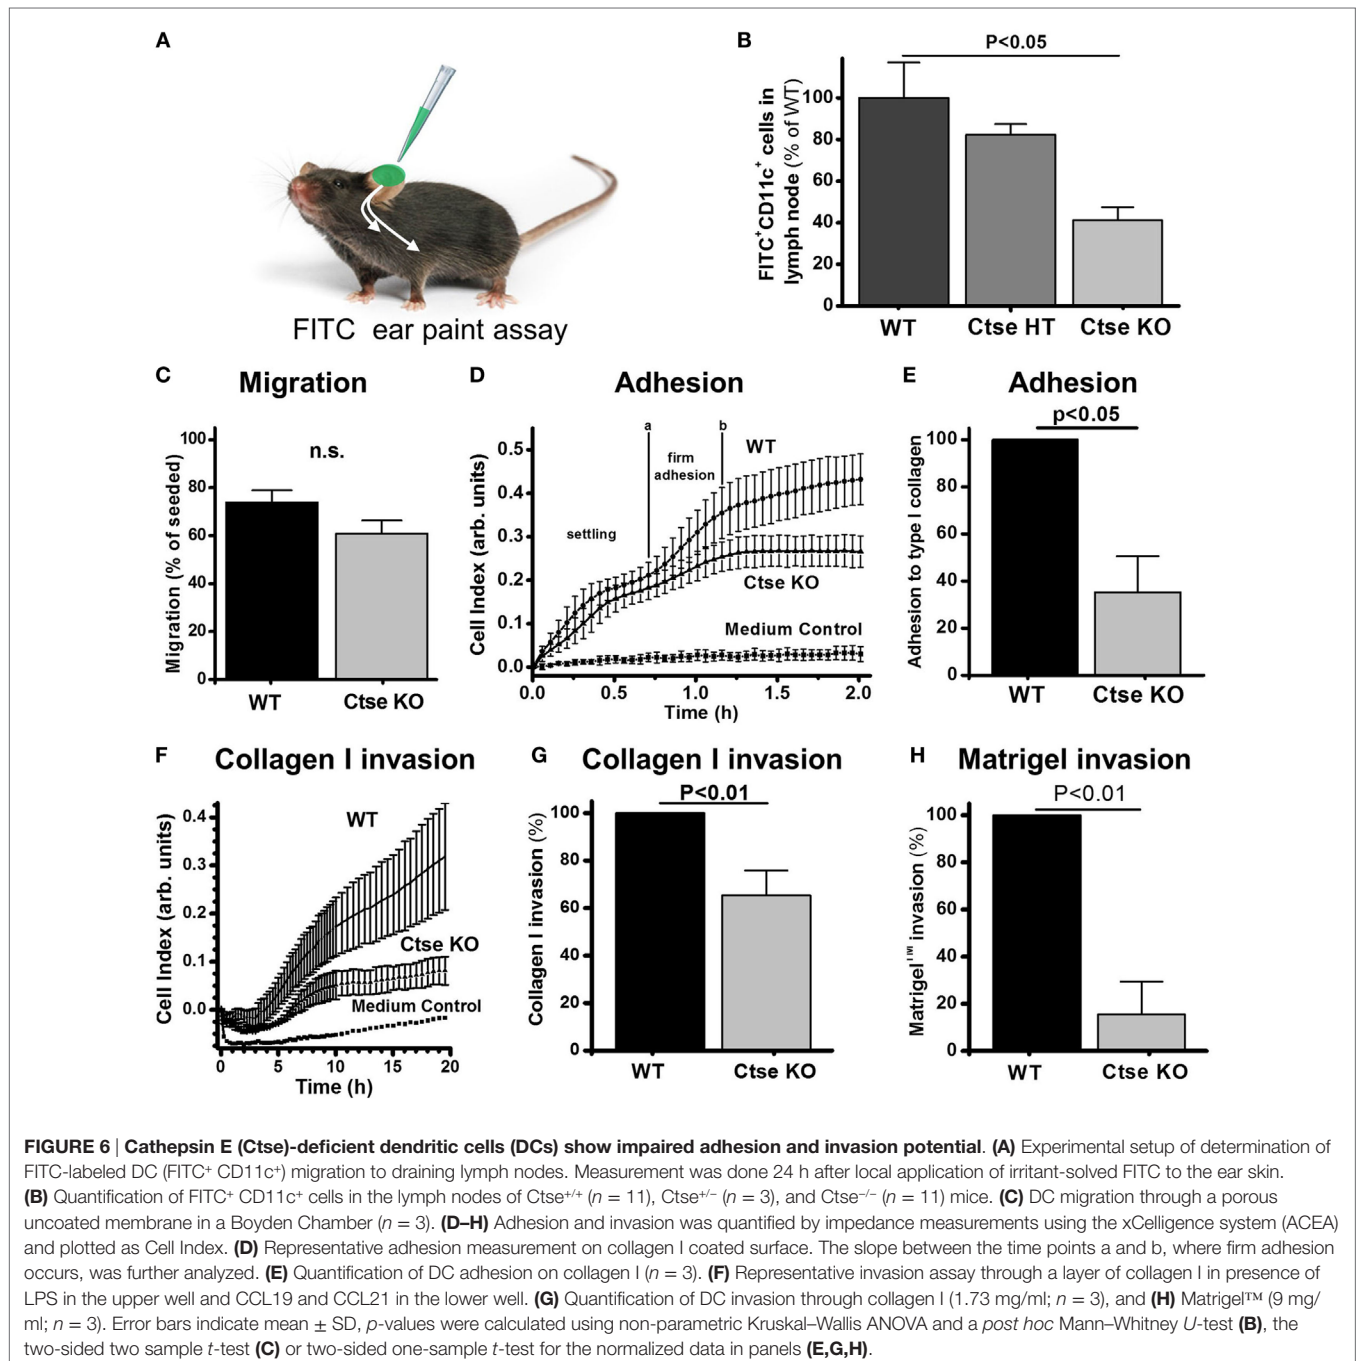 A
FITC ear paint assay
B
P<0.05
FITC⁺CD11c⁺ cells in
lymph node (% of WT)
100
80
60
40
20
0
WT Ctse HT Ctse KO
C
Migration
n.s.
Migration (% of seeded)
100
80
60
40
20
0
WT Ctse KO
D
Adhesion
a b
WT
firm
adhesion
settling
Ctse KO
Medium Control
Cell Index (arb. units)
0.5
0.4
0.3
0.2
0.1
0.0
0.0 0.5 1.0 1.5 2.0
Time (h)
E
Adhesion
p<0.05
Adhesion to type I collagen
100
80
60
40
20
0
WT Ctse KO
F
Collagen I invasion
WT
Ctse KO
Medium Control
Cell Index (arb. units)
0.4
0.3
0.2
0.1
0.0
0 5 10 15 20
Time (h)
G
Collagen I invasion
P<0.01
Collagen I invasion (%)
100
80
60
40
20
0
WT Ctse KO
H
Matrigel invasion
P<0.01
Matrigel™ invasion (%)
100
80
60
40
20
0
WT Ctse KO
FIGURE 6 | Cathepsin E (Ctse)-deficient dendritic cells (DCs) show impaired adhesion and invasion potential. (A) Experimental setup of determination of
FITC-labeled DC (FITC⁺ CD11c⁺) migration to draining lymph nodes. Measurement was done 24 h after local application of irritant-solved FITC to the ear skin.
(B) Quantification of FITC⁺ CD11c⁺ cells in the lymph nodes of Ctse⁺/⁺ (n = 11), Ctse⁺/⁻ (n = 3), and Ctse⁻/⁻ (n = 11) mice. (C) DC migration through a porous
uncoated membrane in a Boyden Chamber (n = 3). (D–H) Adhesion and invasion was quantified by impedance measurements using the xCelligence system (ACEA)
and plotted as Cell Index. (D) Representative adhesion measurement on collagen I coated surface. The slope between the time points a and b, where firm adhesion
occurs, was further analyzed. (E) Quantification of DC adhesion on collagen I (n = 3). (F) Representative invasion assay through a layer of collagen I in presence of
LPS in the upper well and CCL19 and CCL21 in the lower well. (G) Quantification of DC invasion through collagen I (1.73 mg/ml; n = 3), and (H) Matrigel™ (9 mg/
ml; n = 3). Error bars indicate mean ± SD, p-values were calculated using non-parametric Kruskal–Wallis ANOVA and a post hoc Mann–Whitney U-test (B), the
two-sided two sample t-test (C) or two-sided one-sample t-test for the normalized data in panels (E,G,H).